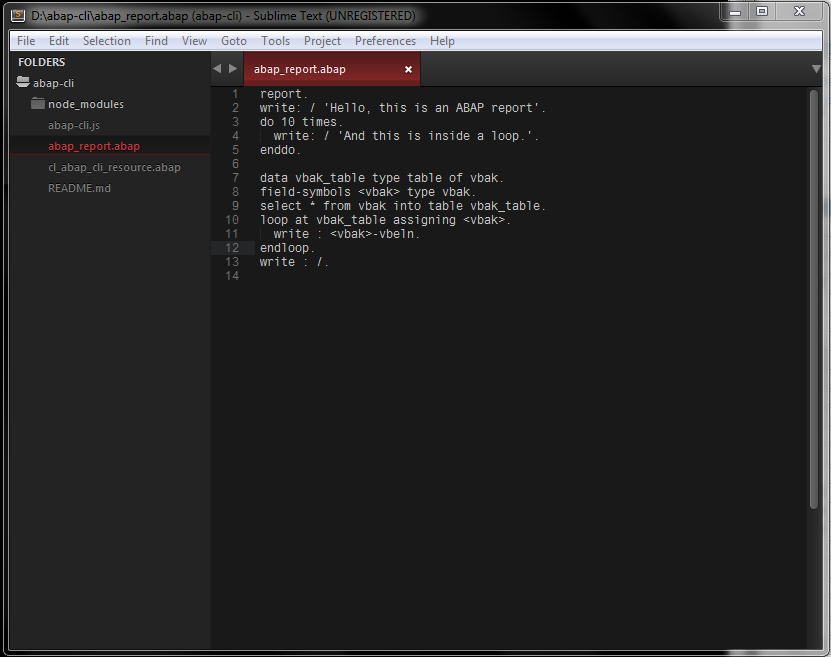 D:\abap-cli\abap_report.abap (abap-cli) - Sublime Text (UNREGISTERED)
File Edit Selection Find View Goto Tools Project Preferences Help
FOLDERS
abap-cli
node_modules
abap-cli.js
abap_report.abap
cl_abap_cli_resource.abap
README.md
abap_report.abap
1 report.
2 write: / 'Hello, this is an ABAP report'.
3 do 10 times.
4 write: / 'And this is inside a loop.'.
5 enddo.
6
7 data vbak_table type table of vbak.
8 field-symbols <vbak> type vbak.
9 select * from vbak into table vbak_table.
10 loop at vbak_table assigning <vbak>.
11 write : <vbak>-vbeln.
12 endloop.
13 write : /.
14